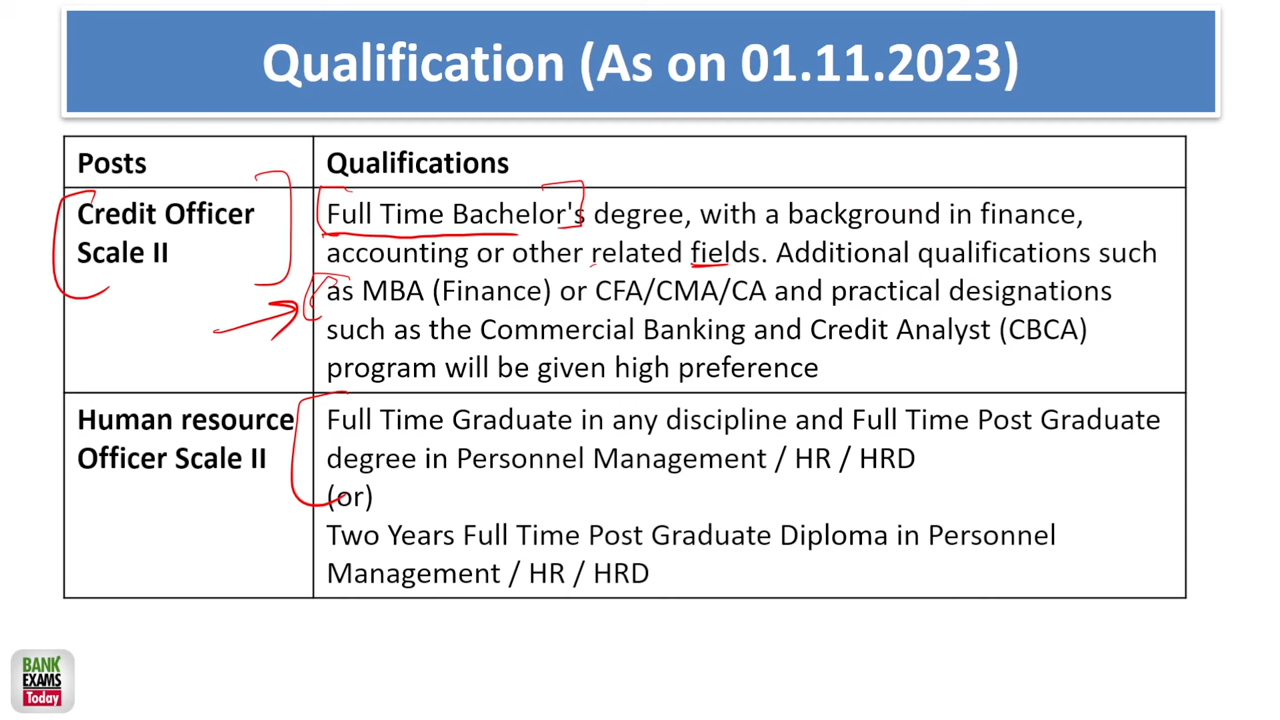 Qualification (As on 01.11.2023)
Posts
Qualifications
Credit Officer
Scale II
Full Time Bachelor's degree, with a background in finance,
accounting or other related fields. Additional qualifications such
as MBA (Finance) or CFA/CMA/CA and practical designations
such as the Commercial Banking and Credit Analyst (CBCA)
program will be given high preference
Human resource
Officer Scale II
Full Time Graduate in any discipline and Full Time Post Graduate
degree in Personnel Management / HR / HRD
(or)
Two Years Full Time Post Graduate Diploma in Personnel
Management / HR / HRD
BANK
EXAMS
Today